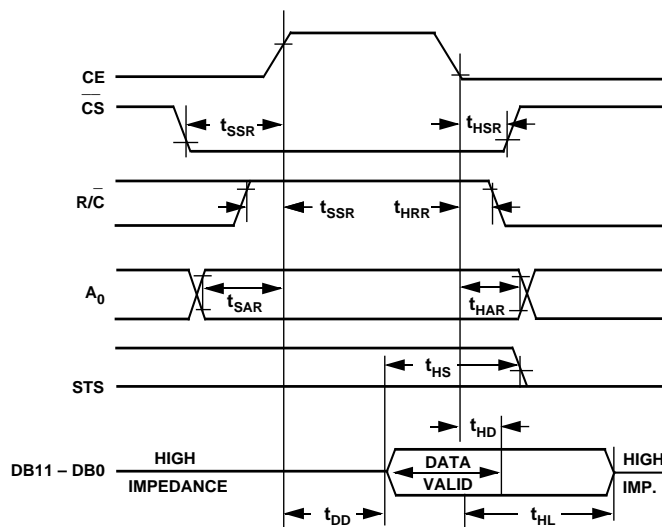 CE
C̅S̅
tSSR
tHSR
R/C̅
tSSR
tHRR
A0
tSAR
tHAR
STS
tHS
tHD
DB11 – DB0
HIGH
IMPEDANCE
DATA
VALID
HIGH
IMP.
tDD
tHL